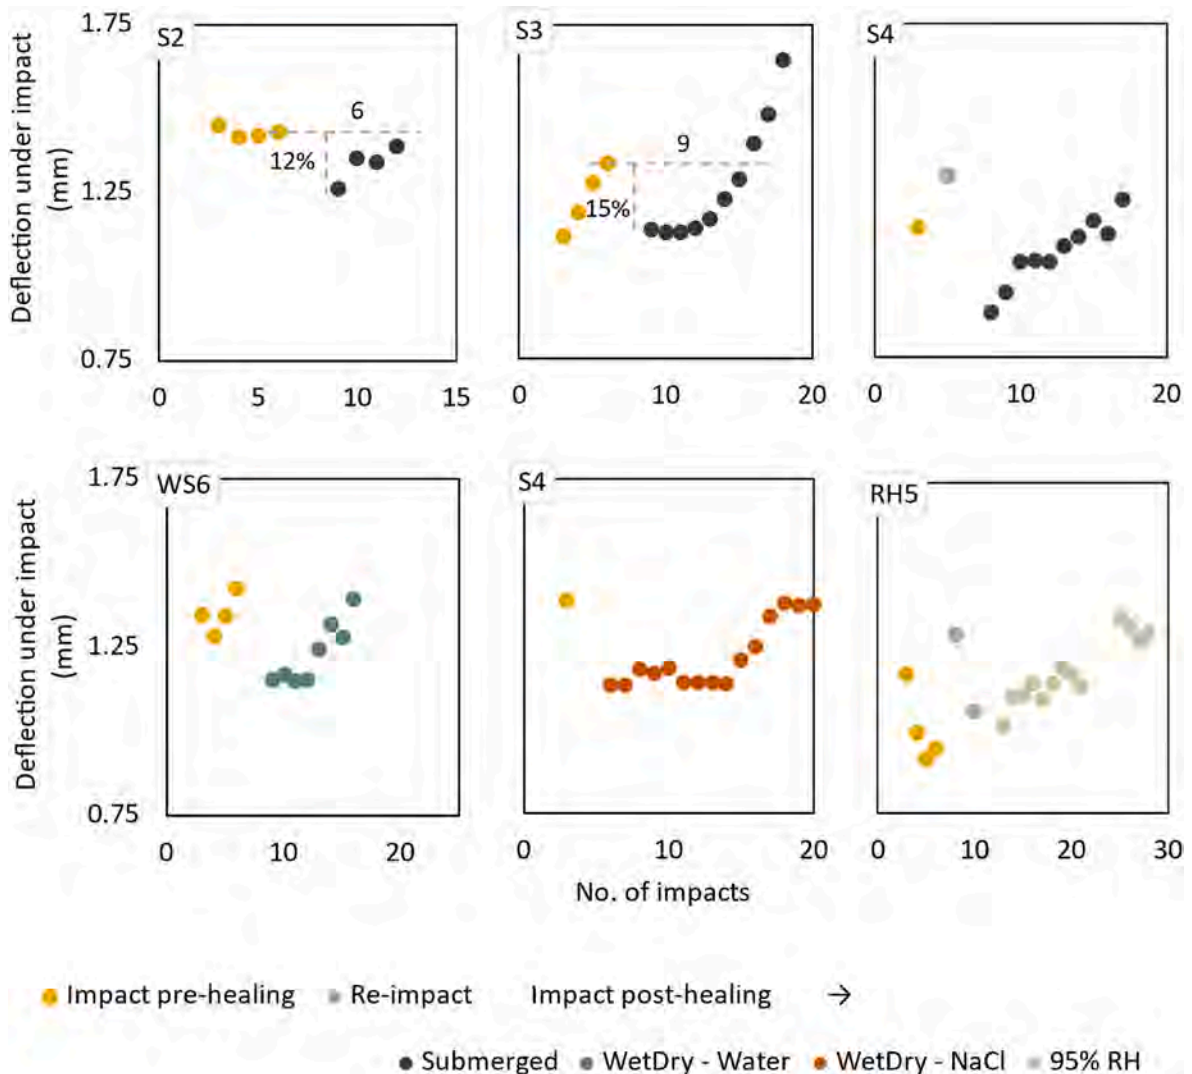 1.75
S2
S3
S4
6
9
12%
15%
1.25
0.75
Deflection under impact
(mm)
0 5 10 15
0 10 20
0 10 20
1.75
WS6
S4
RH5
1.25
0.75
Deflection under impact
(mm)
0 10 20
0 10 20
0 10 20 30
No. of impacts
Impact pre-healing Re-impact Impact post-healing →
Submerged WetDry - Water WetDry - NaCl 95% RH